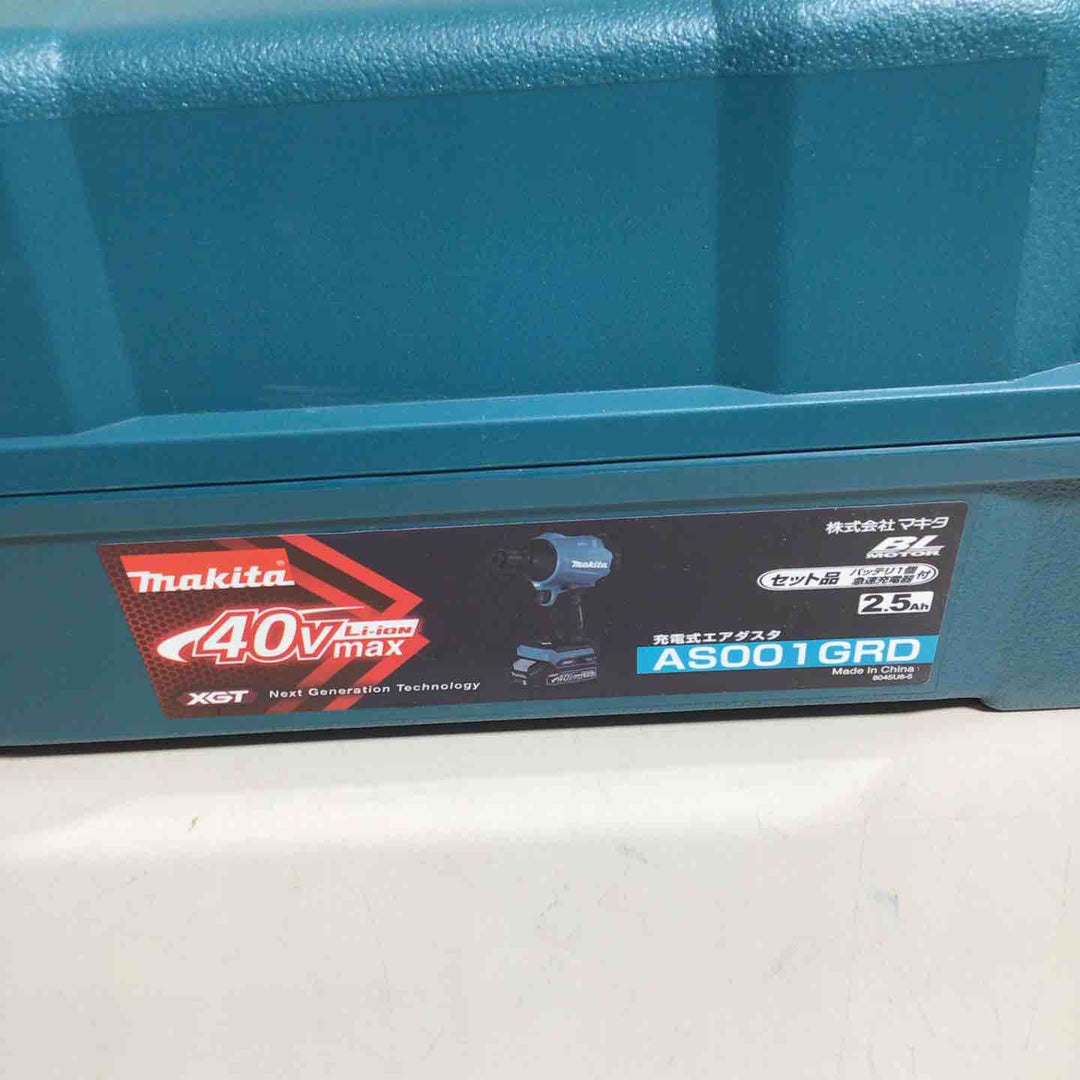 makita
40Vmax Li-ion
XGT Next Generation Technology
makita
株式会社 マキタ
BL MOTOR
セット品 バッテリ1個 急速充電器 付
2.5Ah
充電式エアダスタ
AS001GRD
Made in China